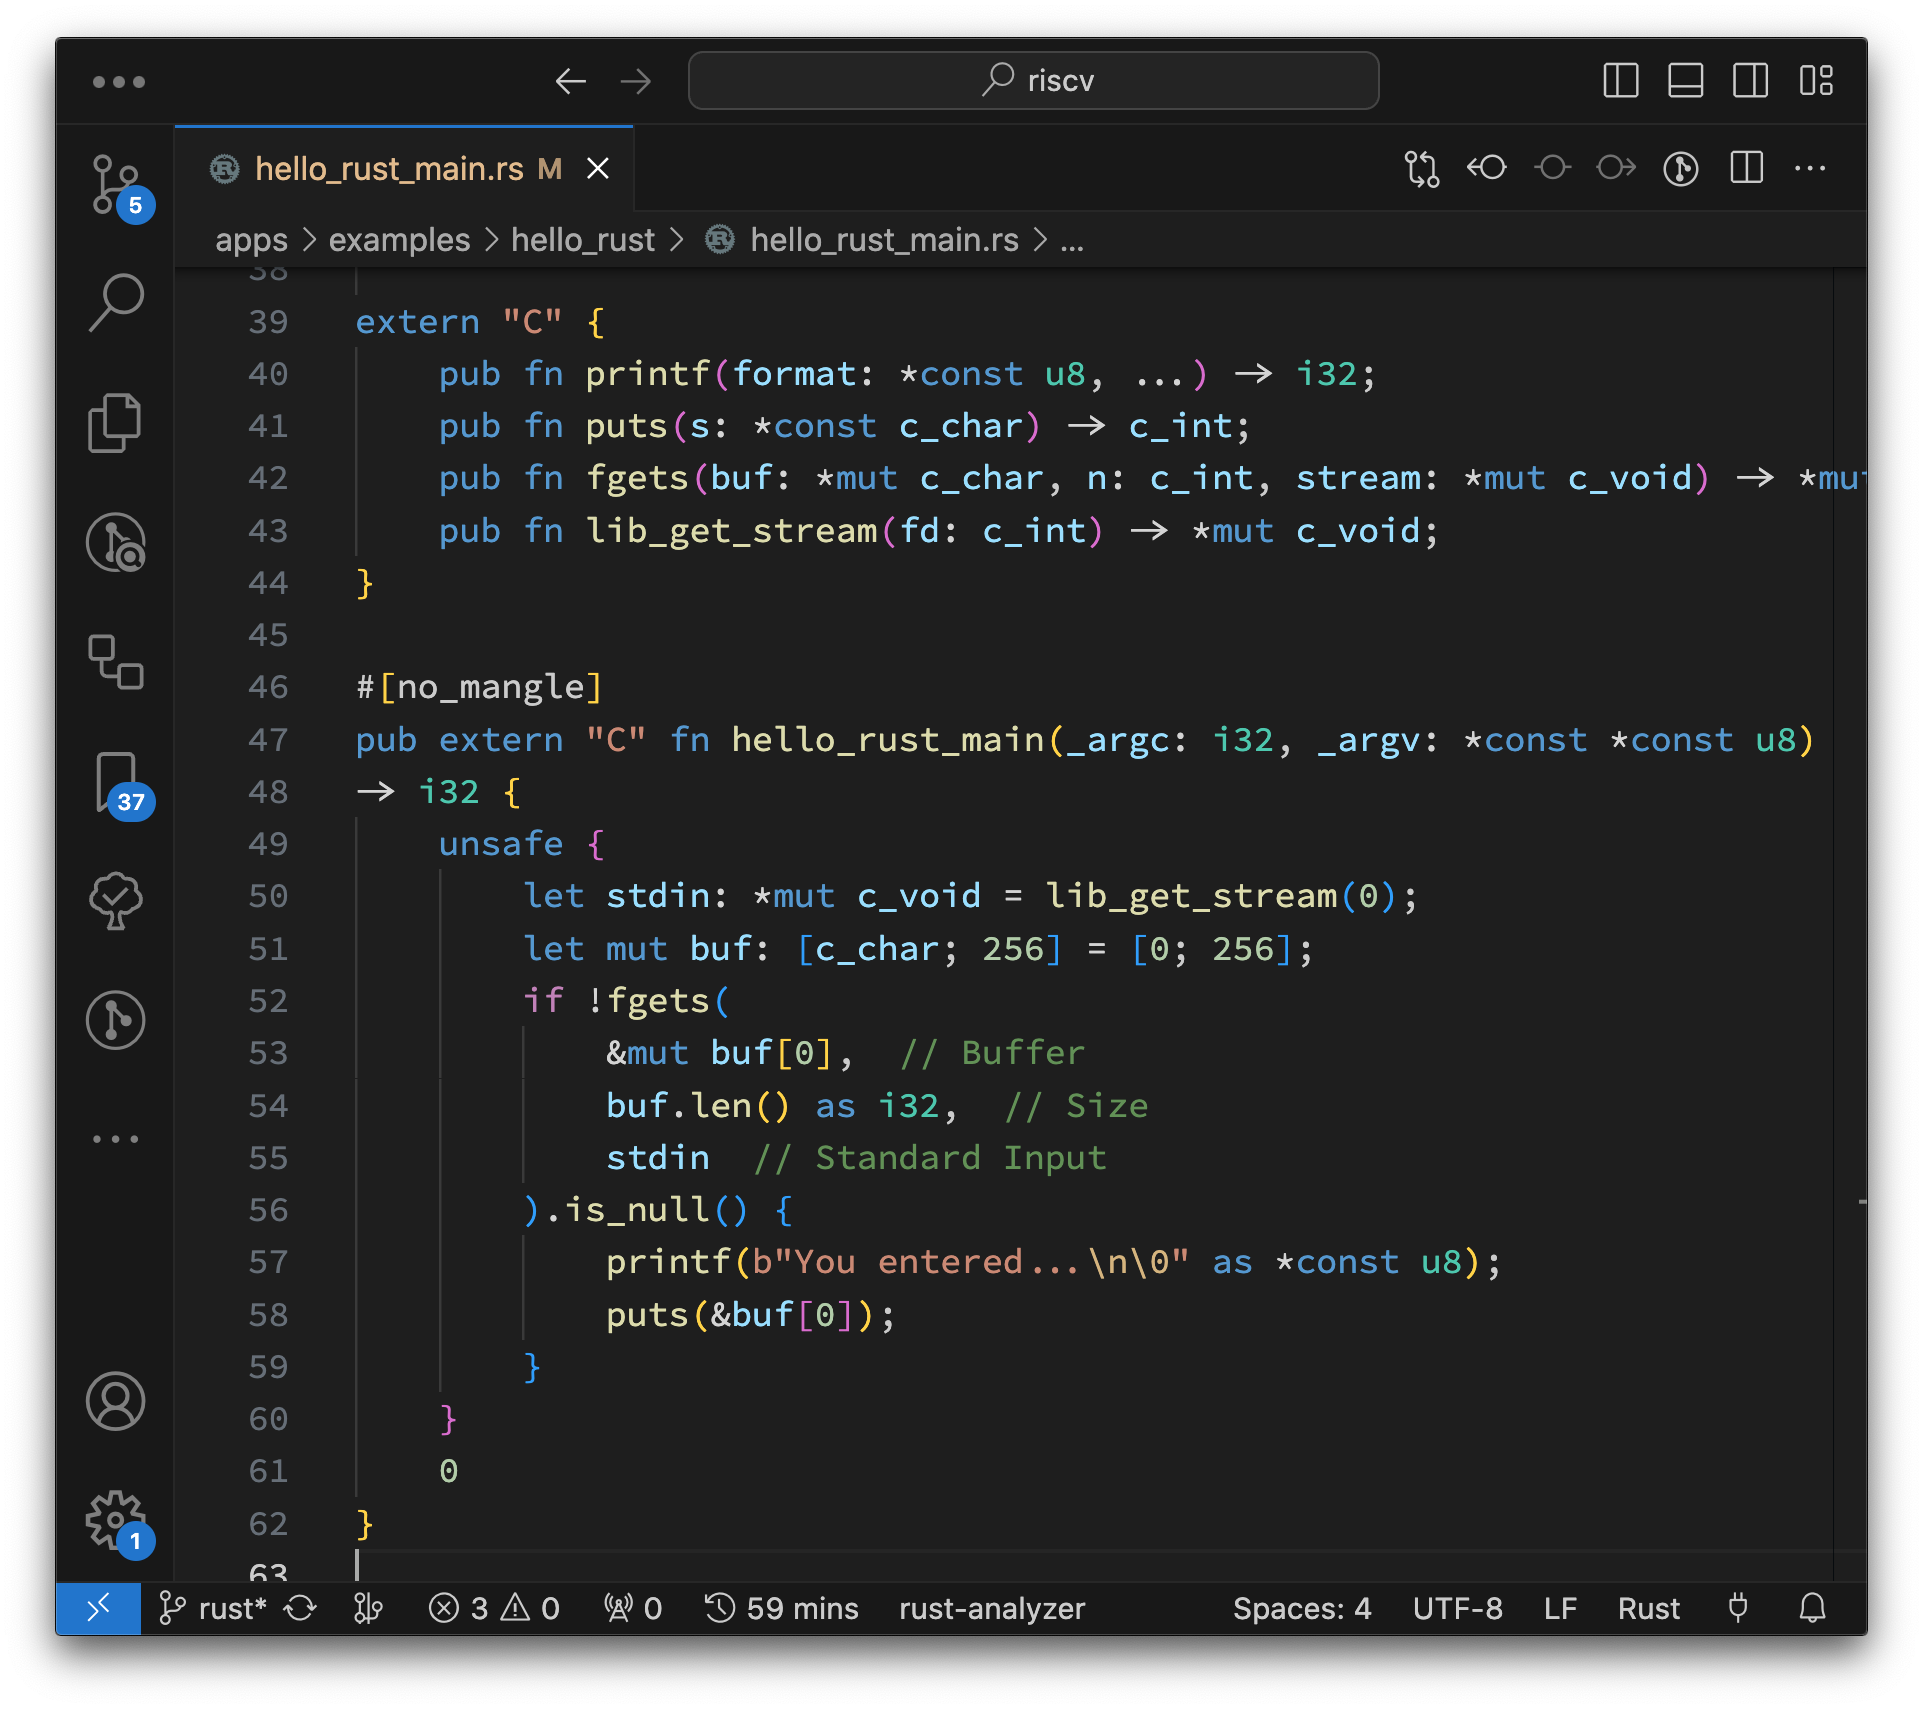 riscv
5
hello_rust_main.rs M
apps > examples > hello_rust > hello_rust_main.rs > ...
38
39 extern "C" {
40     pub fn printf(format: *const u8, ...) -> i32;
41     pub fn puts(s: *const c_char) -> c_int;
42     pub fn fgets(buf: *mut c_char, n: c_int, stream: *mut c_void) -> *mut
43     pub fn lib_get_stream(fd: c_int) -> *mut c_void;
44 }
45
46 #[no_mangle]
47 pub extern "C" fn hello_rust_main(_argc: i32, _argv: *const *const u8)
48 -> i32 {
49     unsafe {
50         let stdin: *mut c_void = lib_get_stream(0);
51         let mut buf: [c_char; 256] = [0; 256];
52         if !fgets(
53             &mut buf[0],  // Buffer
54             buf.len() as i32,  // Size
55             stdin  // Standard Input
56         ).is_null() {
57             printf(b"You entered...\n\0" as *const u8);
58             puts(&buf[0]);
59         }
60     }
61     0
62 }
63
37
1
rust* 3 0 0 59 mins rust-analyzer Spaces: 4 UTF-8 LF Rust